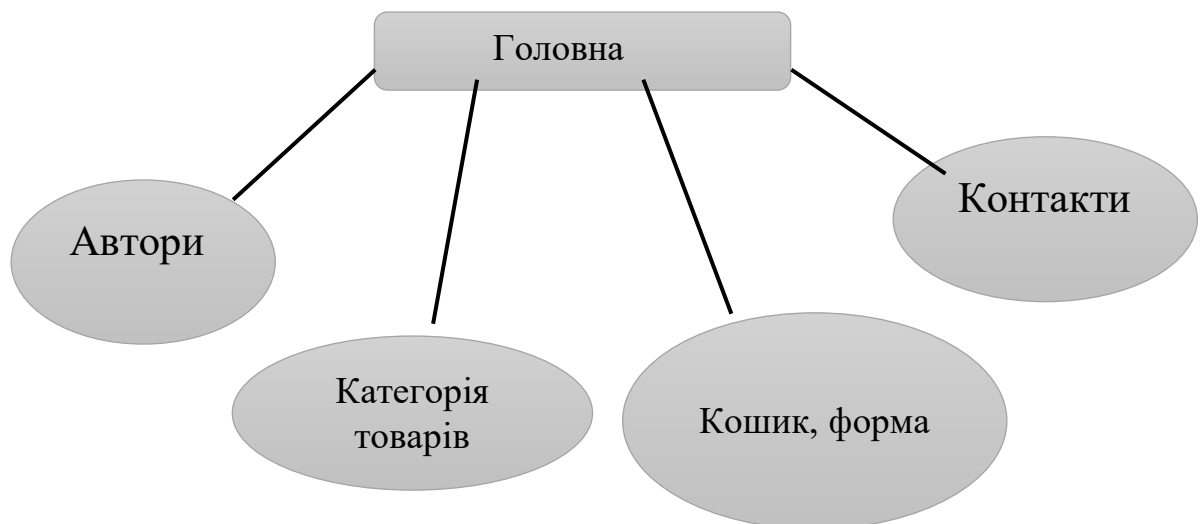 Головна
Автори
Контакти
Категорія
товарів
Кошик, форма